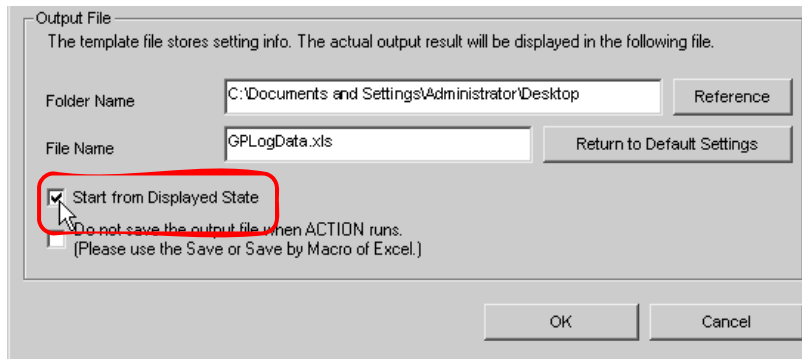 Output File
The template file stores setting info. The actual output result will be displayed in the following file.
Folder Name
C:\Documents and Settings\Administrator\Desktop
Reference
File Name
GPLogData.xls
Return to Default Settings
Start from Displayed State
Do not save the output file when ACTION runs.
(Please use the Save or Save by Macro of Excel.)
OK
Cancel